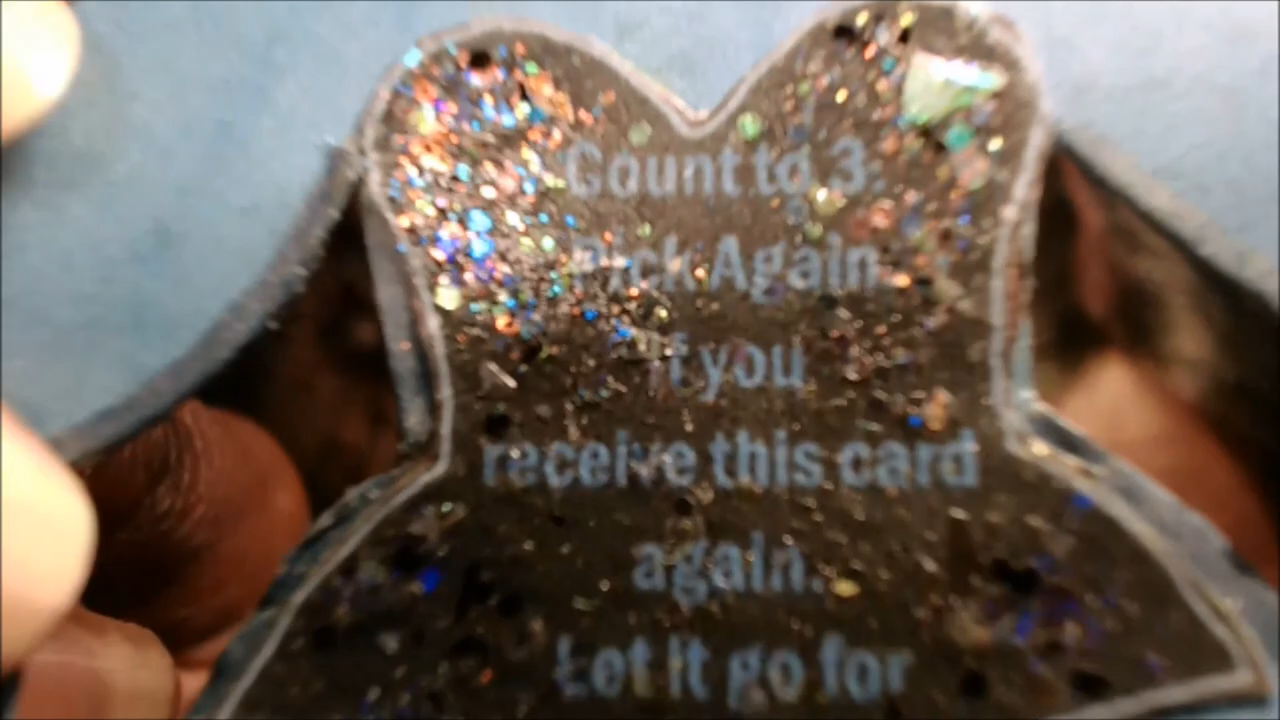 Count to 3.
Pick Again
if you
receive this card
again.
Let it go for